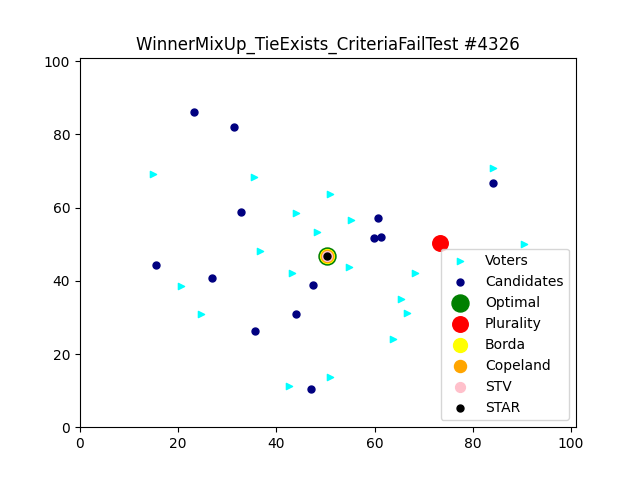 WinnerMixUp_TieExists_CriteriaFailTest #4326
100
80
60
40
20
0
0 20 40 60 80 100
Voters
Candidates
Optimal
Plurality
Borda
Copeland
STV
STAR